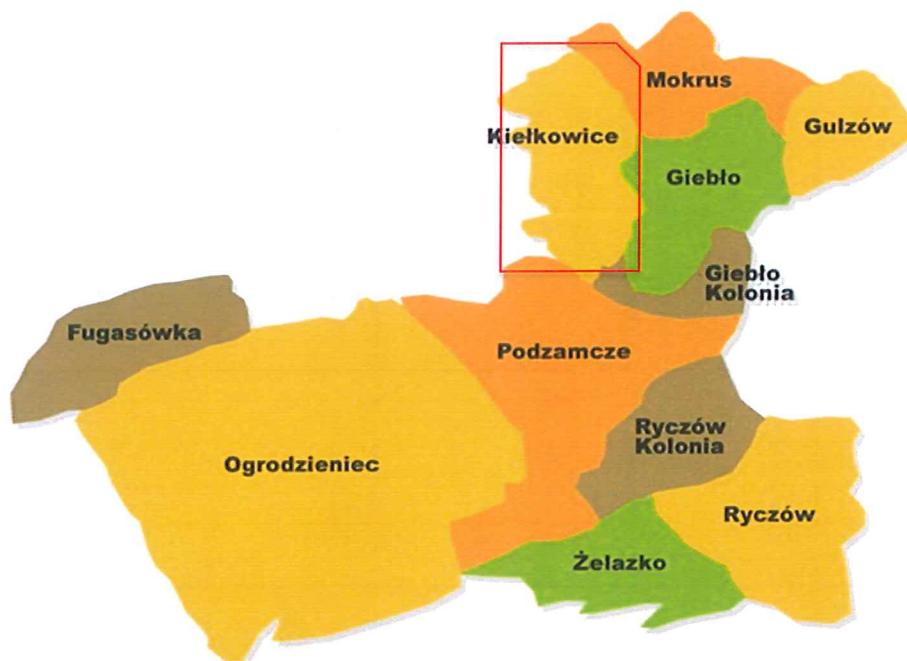 Mokrus
Gulzów
Kiełkowice
Giebło
Giebło
Kolonia
Fugasówka
Podzamcze
Ryczów
Kolonia
Ogrodzieniec
Ryczów
Żelazko